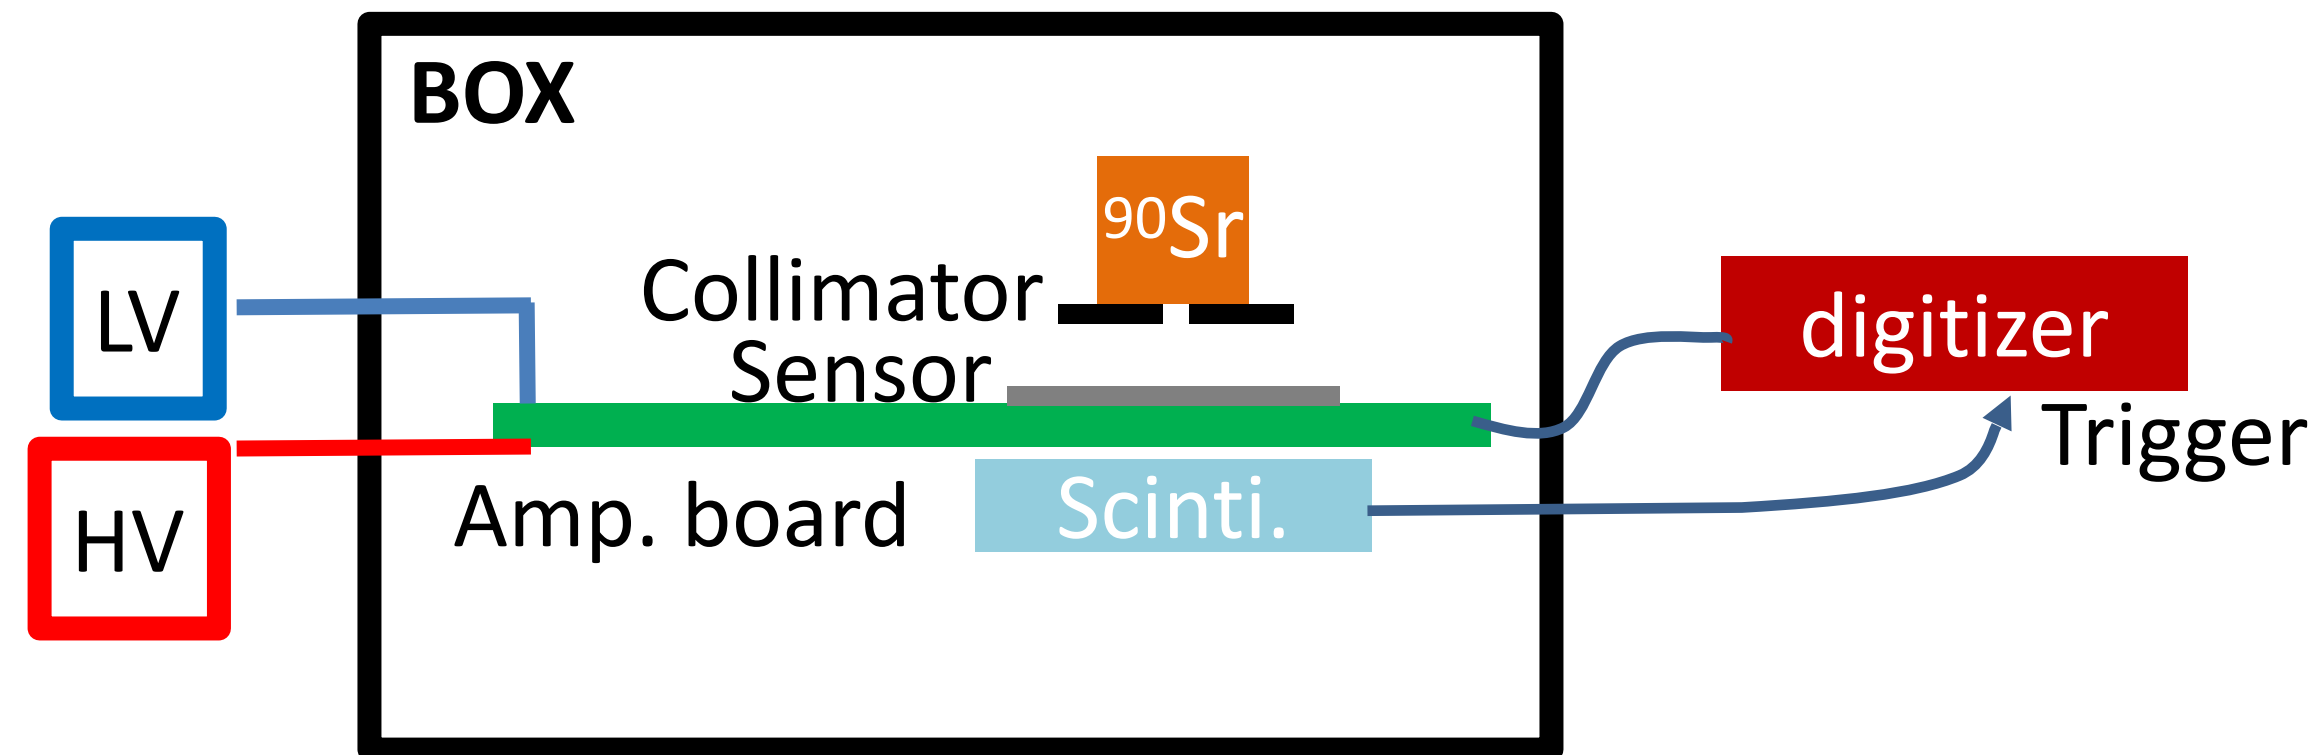 BOX
⁹⁰Sr
Collimator
Sensor
LV
HV
Amp. board
Scinti.
digitizer
Trigger